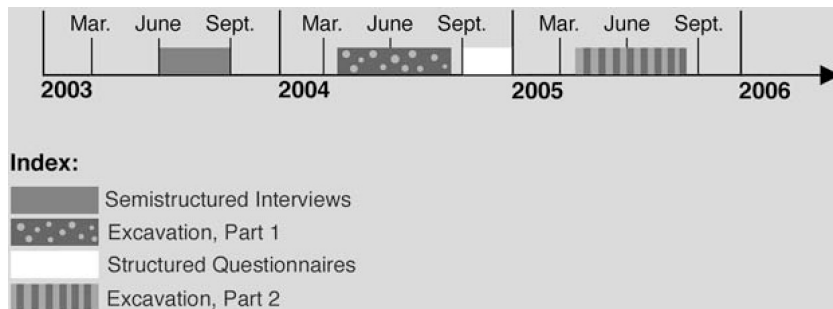 Mar. June Sept. Mar. June Sept. Mar. June Sept.
2003 2004 2005 2006
Index:
Semistructured Interviews
Excavation, Part 1
Structured Questionnaires
Excavation, Part 2